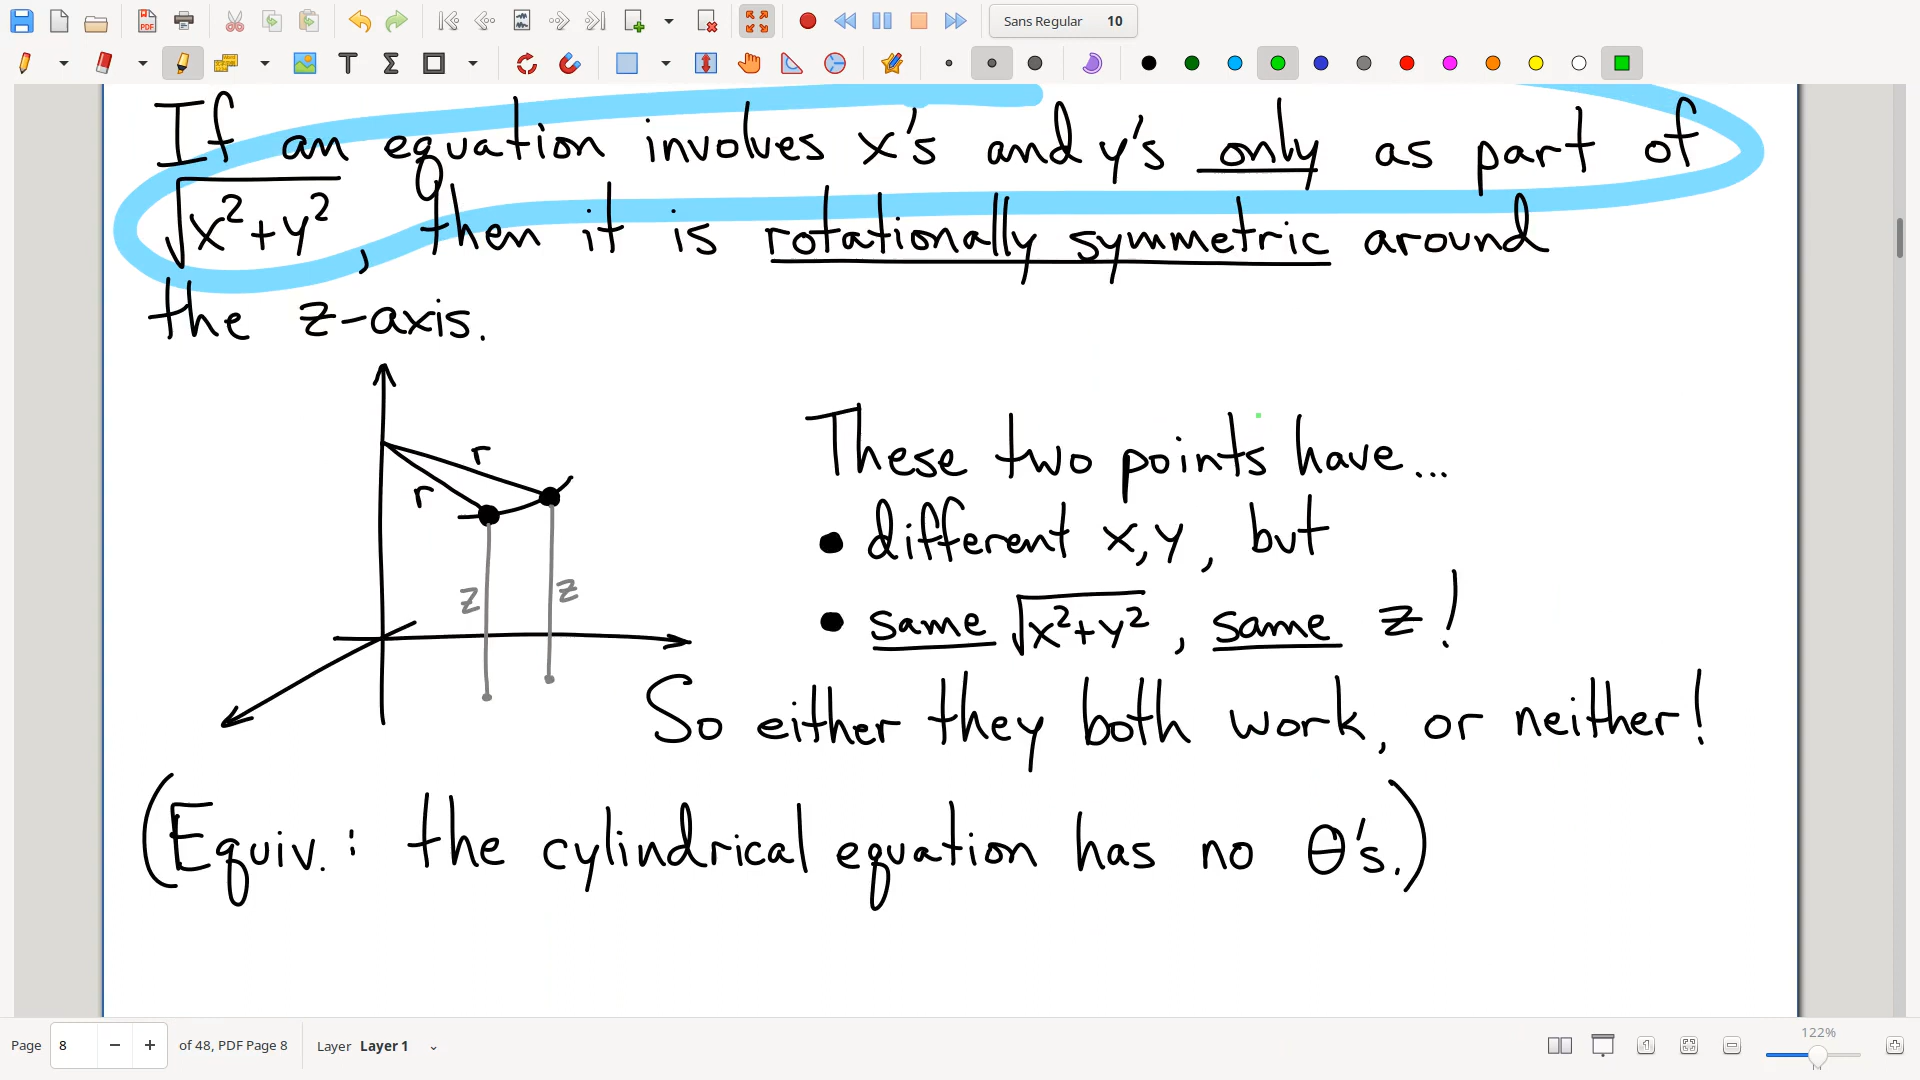 Sans Regular 10
If an equation involves x's and y's only as part of
√x²+y², then it is rotationally symmetric around
the z-axis.
r
r
z z
These two points have...
• different x,y, but
• same √x²+y², same z!
So either they both work, or neither!
(Equiv.: the cylindrical equation has no θ's.)
Page 8 − + of 48, PDF Page 8 Layer Layer 1 122%